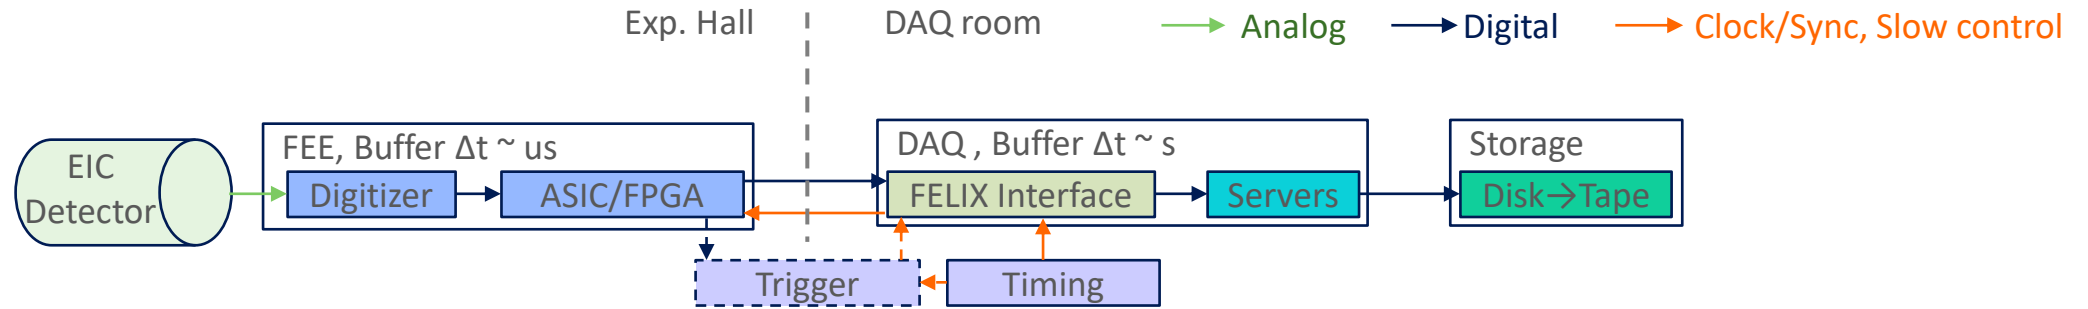 Exp. Hall
DAQ room
Analog
Digital
Clock/Sync, Slow control
EIC
Detector
FEE, Buffer Δt ~ us
Digitizer
ASIC/FPGA
DAQ , Buffer Δt ~ s
FELIX Interface
Servers
Storage
Disk→Tape
Trigger
Timing